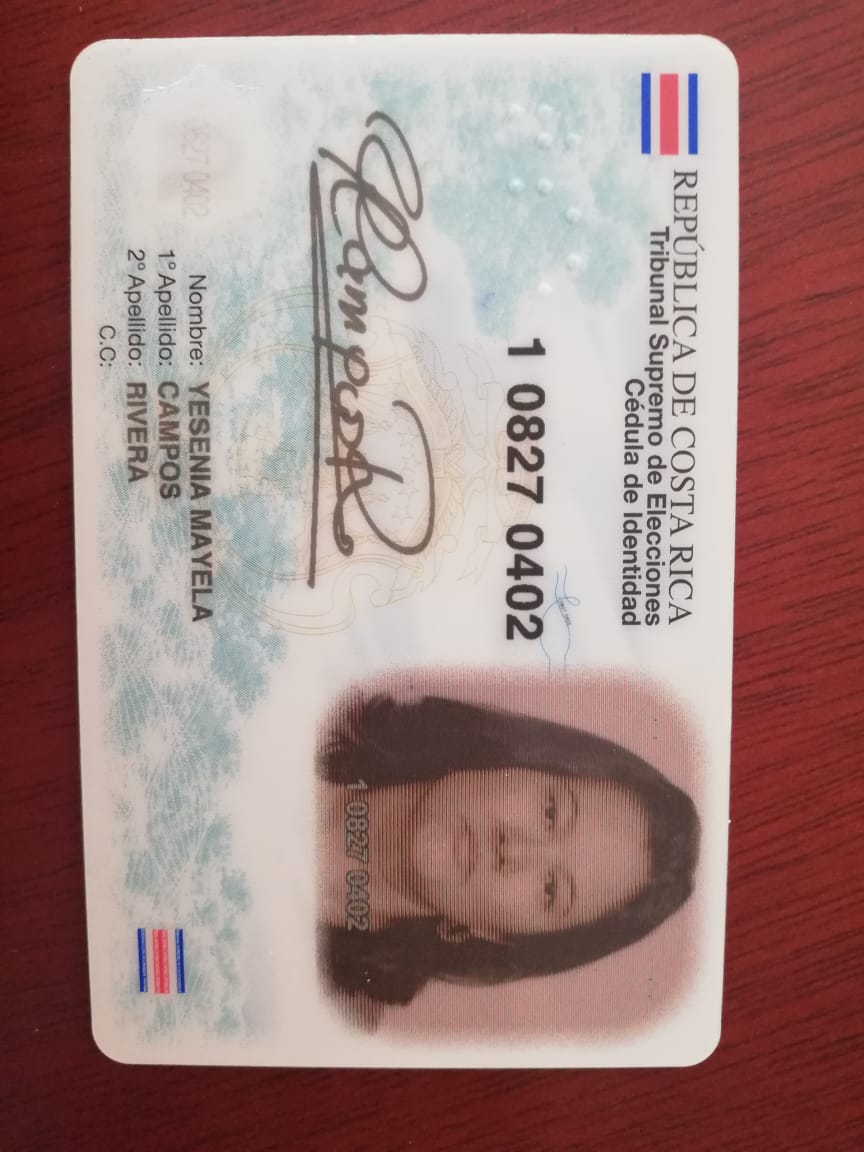 REPÚBLICA DE COSTA RICA
Tribunal Supremo de Elecciones
Cédula de Identidad
1 0827 0402
CamposR
1 0827 0402
0827 0402
Nombre: YESENIA MAYELA
1° Apellido: CAMPOS
2° Apellido: RIVERA
C.C: